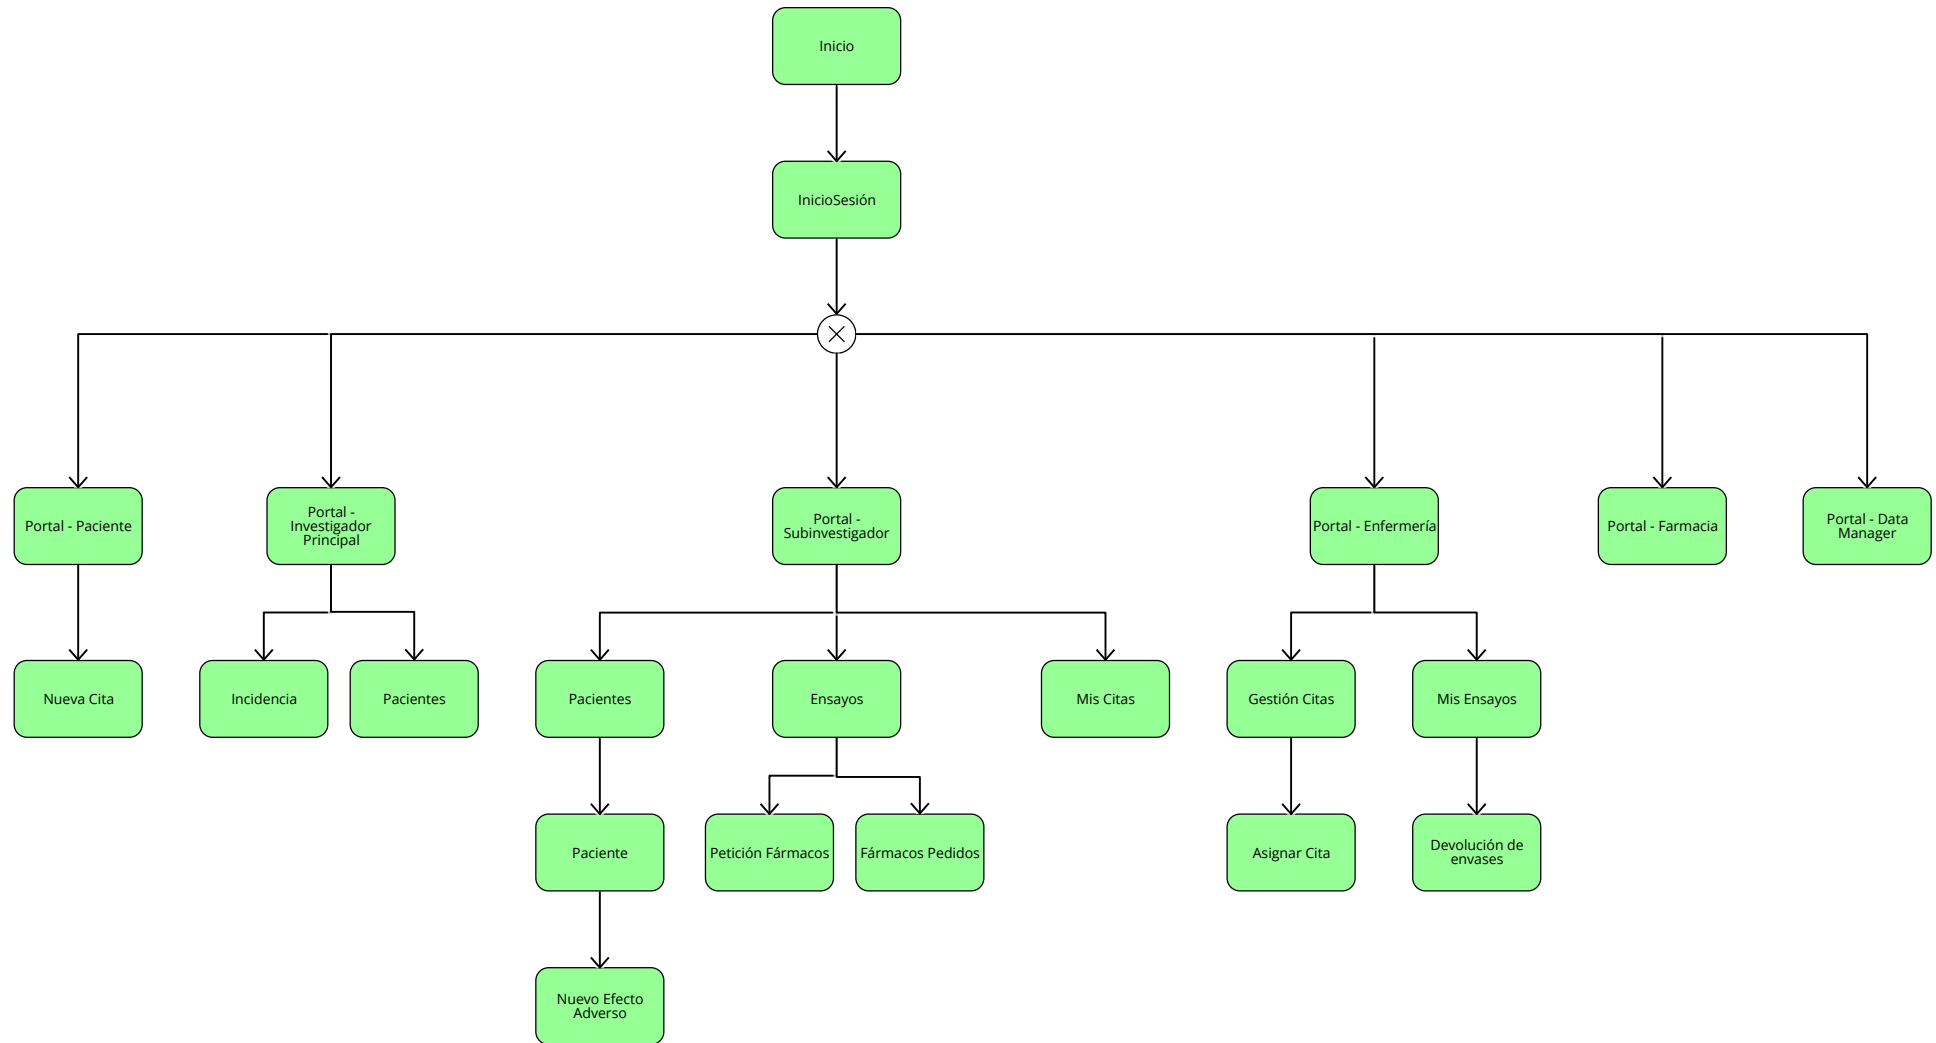 Inicio
InicioSesión
Portal - Paciente
Portal -
Investigador
Principal
Portal -
Subinvestigador
Portal - Enfermería
Portal - Farmacia
Portal - Data
Manager
Nueva Cita
Incidencia
Pacientes
Pacientes
Ensayos
Mis Citas
Gestión Citas
Mis Ensayos
Paciente
Petición Fármacos
Fármacos Pedidos
Asignar Cita
Devolución de
envases
Nuevo Efecto
Adverso